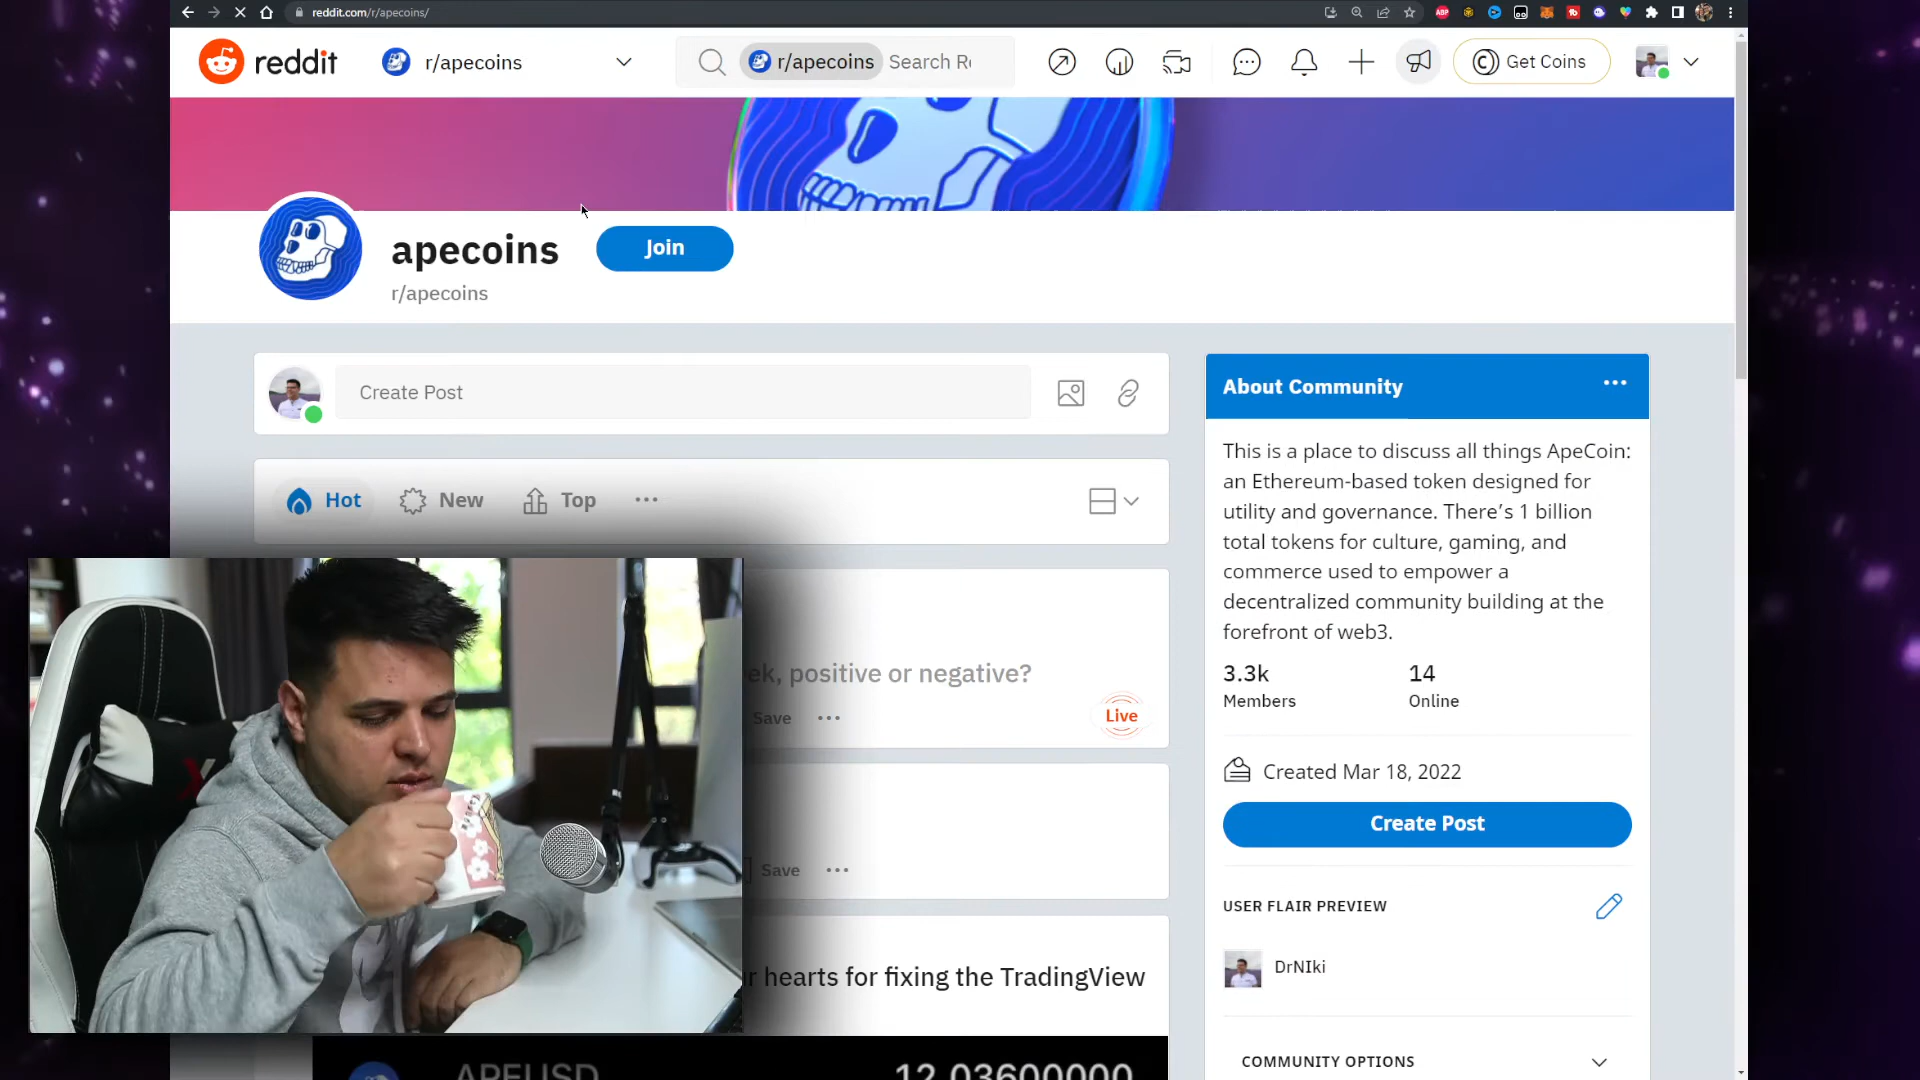 reddit.com/r/apecoins/
reddit
r/apecoins
r/apecoins
Get Coins
apecoins
Join
r/apecoins
Create Post
Hot
New
Top
ek, positive or negative?
Save
Live
Save
r hearts for fixing the TradingView
APEUSD
12.03600000
About Community
This is a place to discuss all things ApeCoin:
an Ethereum-based token designed for
utility and governance. There's 1 billion
total tokens for culture, gaming, and
commerce used to empower a
decentralized community building at the
forefront of web3.
3.3k
Members
14
Online
Created Mar 18, 2022
Create Post
USER FLAIR PREVIEW
DrNIki
COMMUNITY OPTIONS